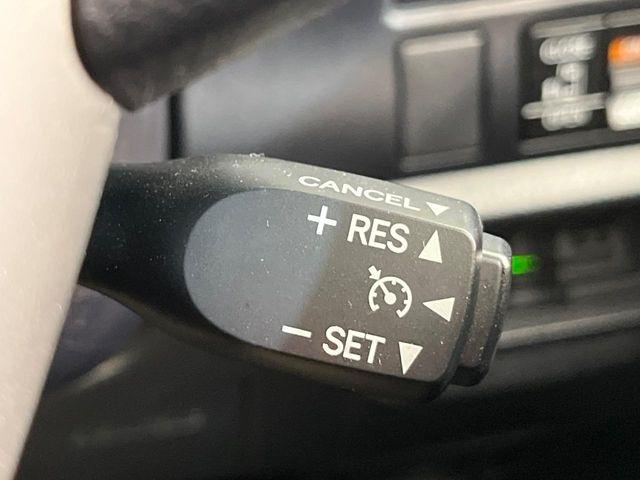 CANCEL ▼
+ RES ▲
◀
− SET ▼